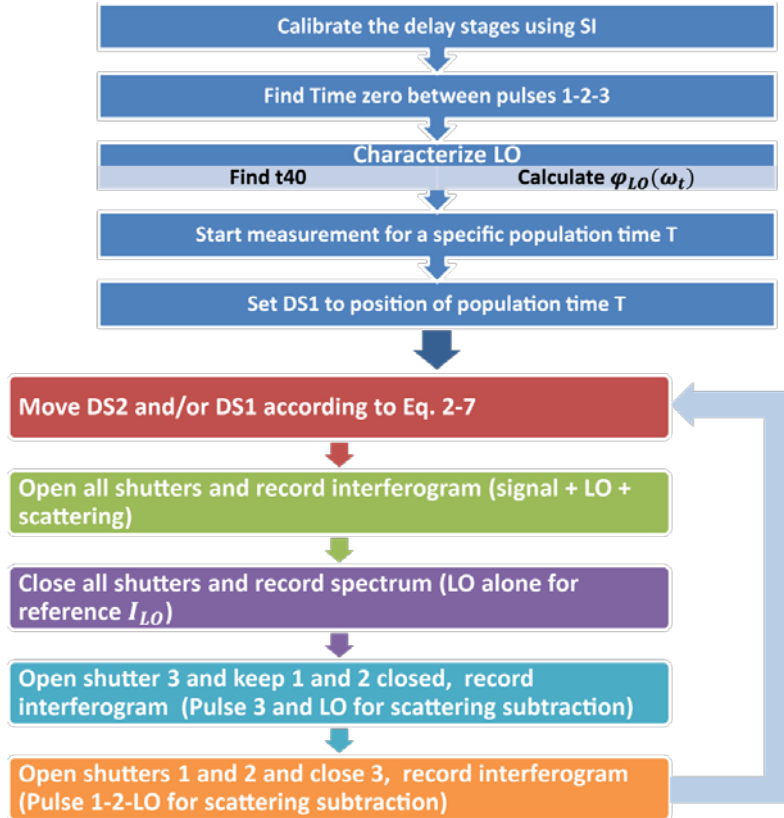 Calibrate the delay stages using SI
Find Time zero between pulses 1-2-3
Characterize LO
Find t40 Calculate φ_LO(ω_t)
Start measurement for a specific population time T
Set DS1 to position of population time T
Move DS2 and/or DS1 according to Eq. 2-7
Open all shutters and record interferogram (signal + LO +
scattering)
Close all shutters and record spectrum (LO alone for
reference I_LO)
Open shutter 3 and keep 1 and 2 closed, record
interferogram (Pulse 3 and LO for scattering subtraction)
Open shutters 1 and 2 and close 3, record interferogram
(Pulse 1-2-LO for scattering subtraction)